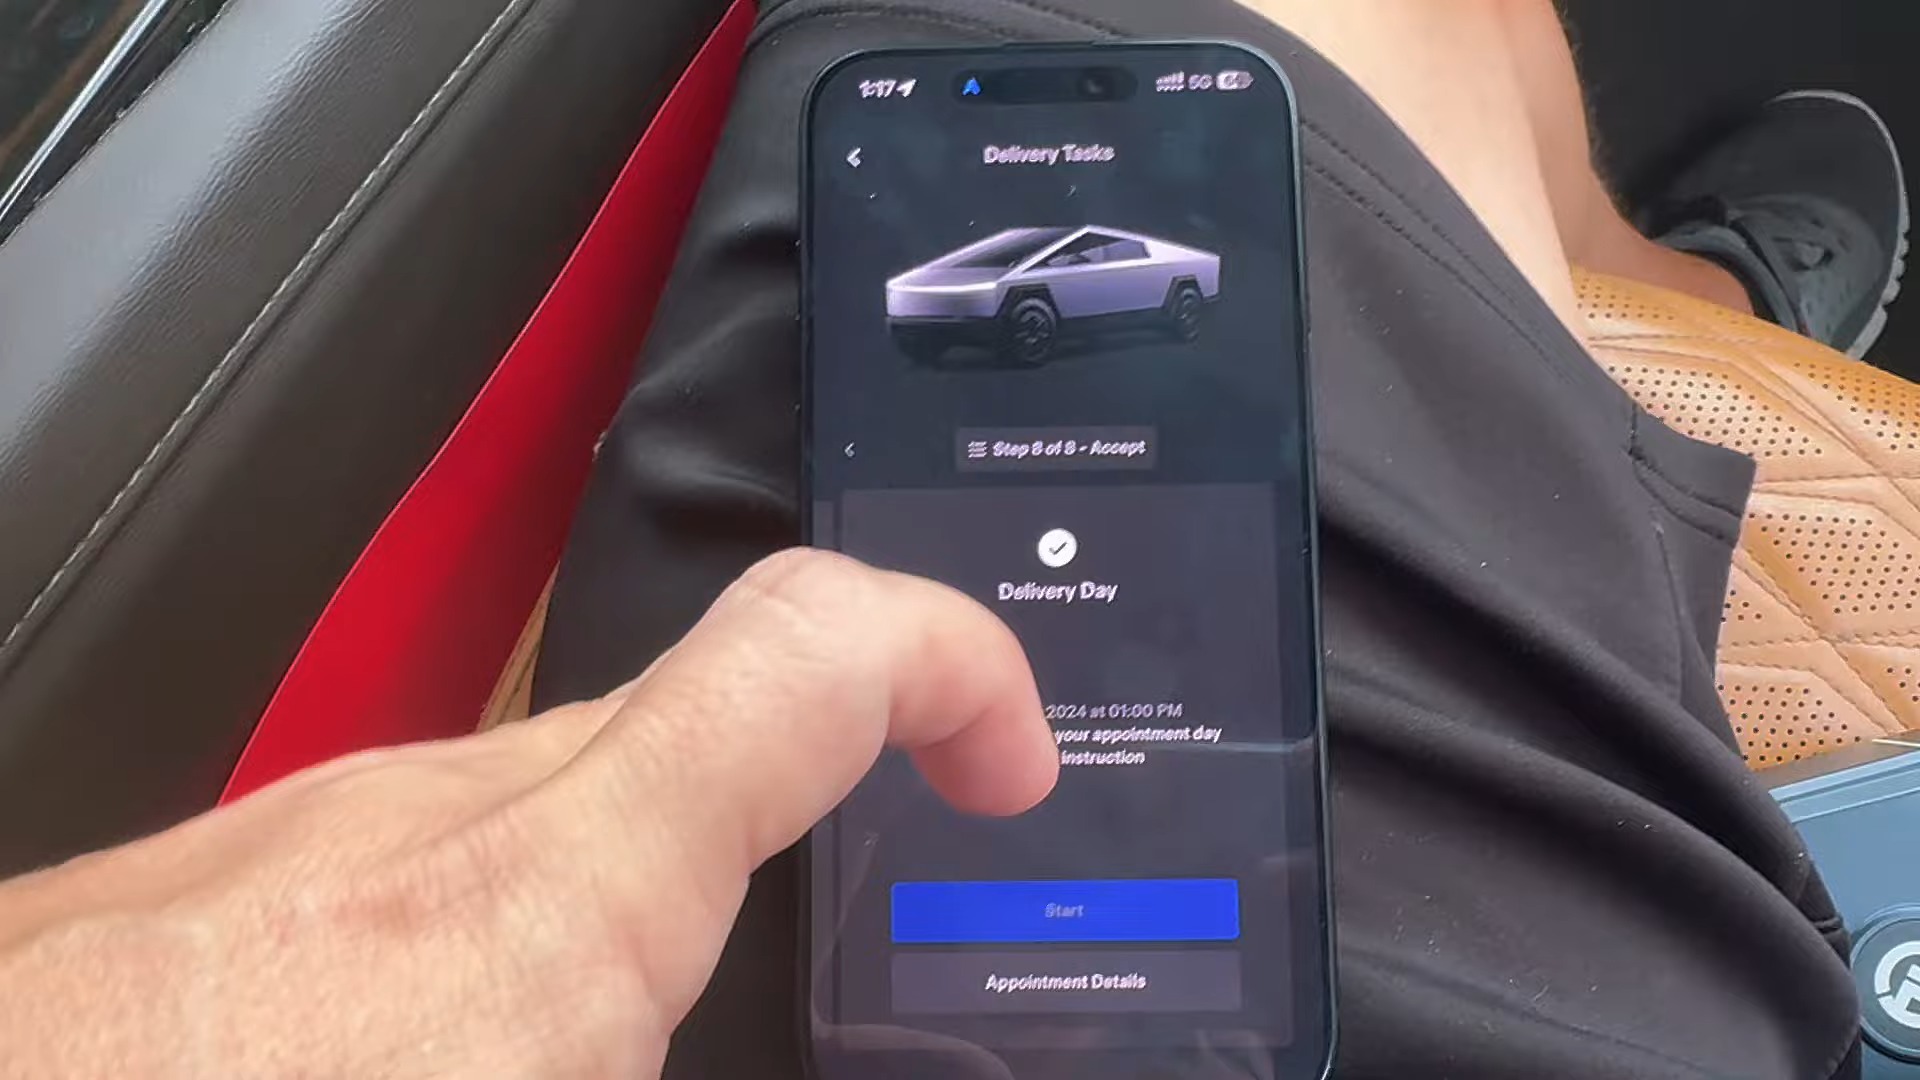 1:17
5G
Delivery Tasks
Step 8 of 8 - Accept
Delivery Day
2024 at 01:00 PM
your appointment day
instruction
Start
Appointment Details